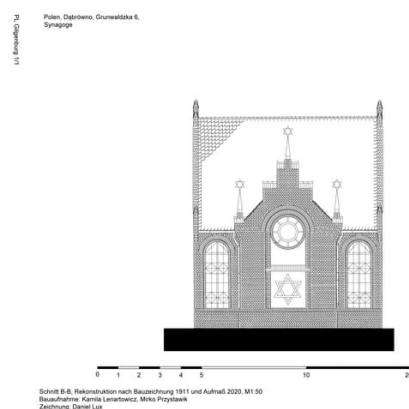 Polen, Dąbrówno, Grunwaldzka 6,
Synagoge
PL Gilgenburg 1/1
0 1 2 3 4 5 10
Schnitt B-B, Rekonstruktion nach Bauzeichnung 1911 und Aufmaß 2020, M1:50
Bauaufnahme: Kamila Lenartowicz, Mirko Przystawik
Zeichnung: Daniel Lux